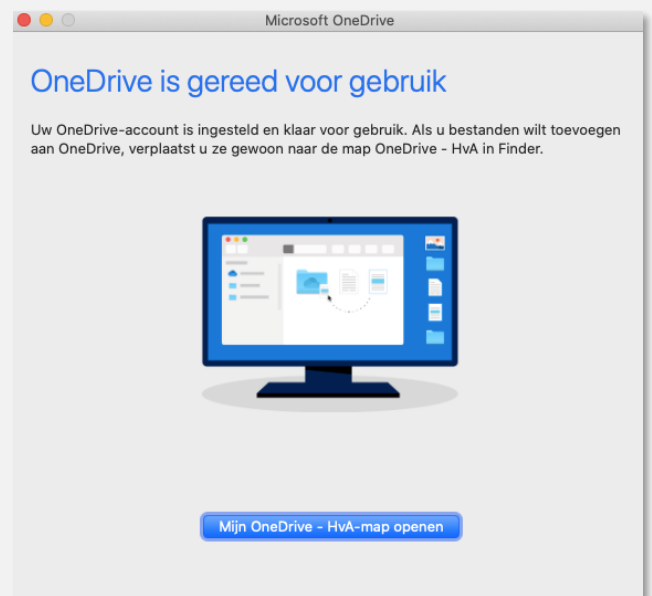 Microsoft OneDrive
OneDrive is gereed voor gebruik
Uw OneDrive-account is ingesteld en klaar voor gebruik. Als u bestanden wilt toevoegen
aan OneDrive, verplaatst u ze gewoon naar de map OneDrive - HvA in Finder.
Mijn OneDrive - HvA-map openen